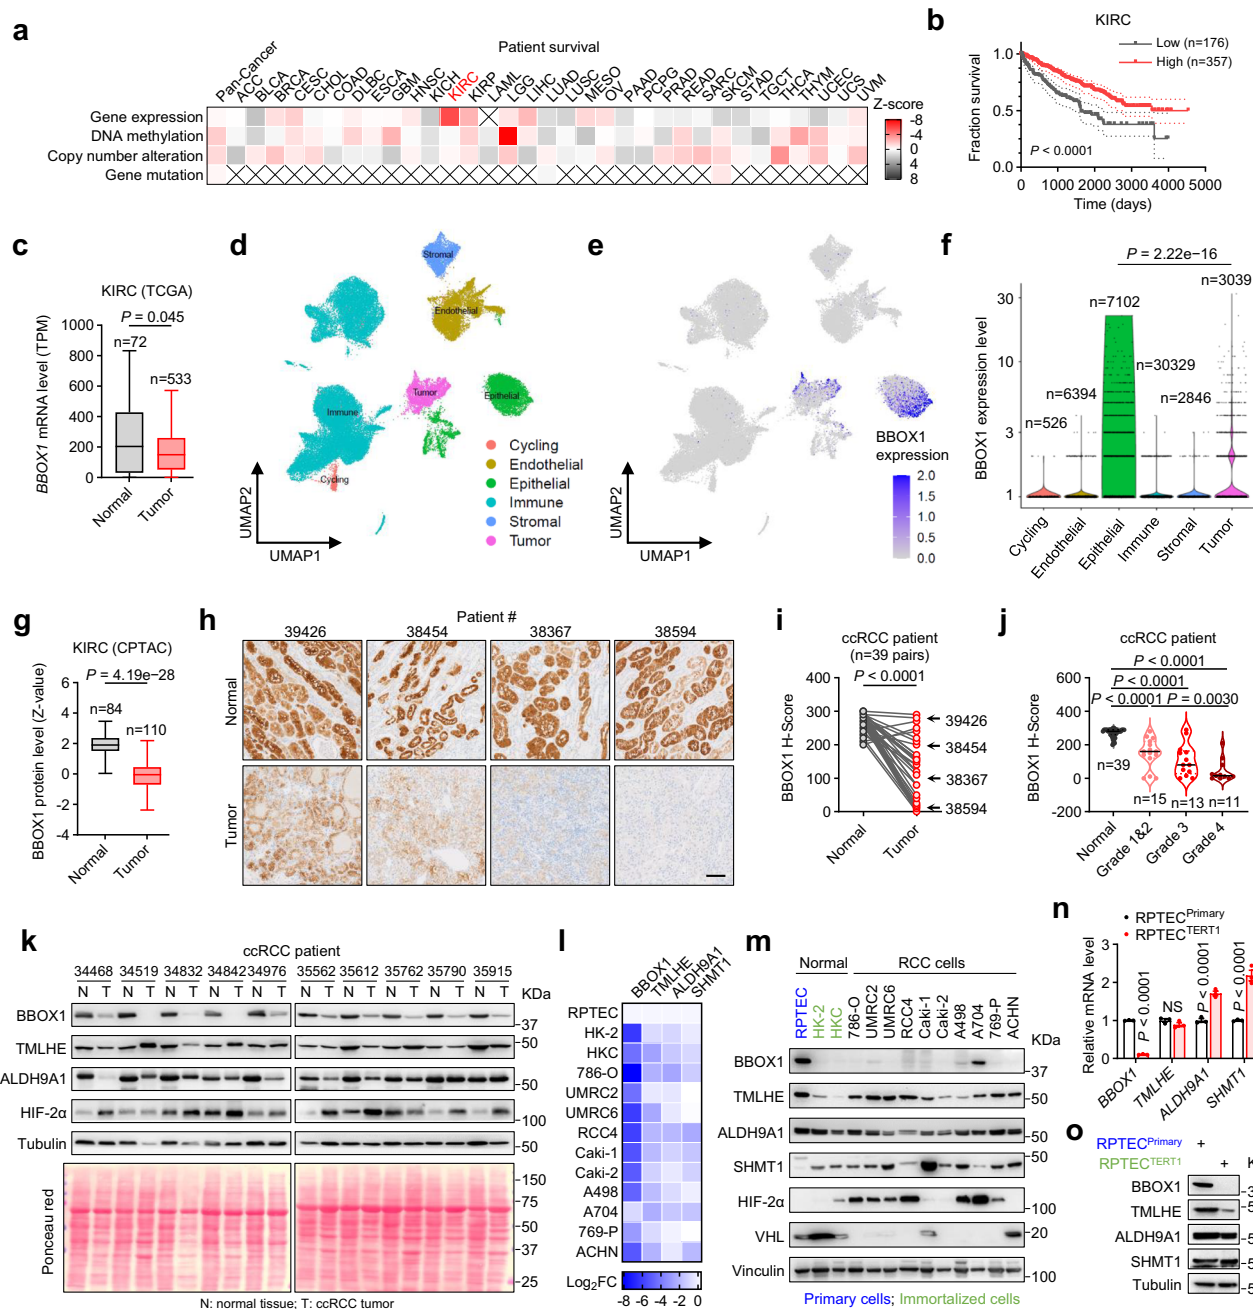 a
Patient survival
Pan-Cancer
ACC
BLCA
BRCA
CESC
CHOL
COAD
DLBC
ESCA
GBM
HNSC
KICH
KIRC
KIRP
LAML
LGG
LIHC
LUAD
LUSC
MESO
OV
PAAD
PCPG
PRAD
READ
SARC
SKCM
STAD
TGCT
THCA
THYM
UCEC
UCS
UVM
Gene expression
DNA methylation
Copy number alteration
Gene mutation
Z-score
-8
-4
0
4
8
b
KIRC
Low (n=176)
High (n=357)
Fraction survival
1.0
0.5
0.0
P < 0.0001
0 1000 2000 3000 4000 5000
Time (days)
c
KIRC (TCGA)
BBOX1 mRNA level (TPM)
1000
800
600
400
200
0
P = 0.045
n=72
n=533
Normal
Tumor
d
Stromal
Endothelial
Tumor
Epithelial
Immune
Cycling
Cycling
Endothelial
Epithelial
Immune
Stromal
Tumor
UMAP2
UMAP1
e
BBOX1
expression
2.0
1.5
1.0
0.5
0.0
UMAP2
UMAP1
f
P = 2.22e−16
n=3039
n=7102
n=30329
n=6394
n=2846
n=526
BBOX1 expression level
30
10
3
1
Cycling
Endothelial
Epithelial
Immune
Stromal
Tumor
g
KIRC (CPTAC)
P = 4.19e−28
BBOX1 protein level (Z-value)
6
4
2
0
-2
-4
n=84
n=110
Normal
Tumor
h
Patient #
39426 38454 38367 38594
Normal
Tumor
i
ccRCC patient
(n=39 pairs)
P < 0.0001
BBOX1 H-Score
400
300
200
100
0
39426
38454
38367
38594
Normal
Tumor
j
ccRCC patient
P < 0.0001
P < 0.0001
P < 0.0001 P = 0.0030
BBOX1 H-Score
600
400
200
0
-200
n=39
n=15
n=13
n=11
Normal
Grade 1&2
Grade 3
Grade 4
k
ccRCC patient
34468 34519 34832 34842 34976 35562 35612 35762 35790 35915
N T N T N T N T N T N T N T N T N T N T
KDa
BBOX1
37
TMLHE
50
ALDH9A1
50
HIF-2α
100
Tubulin
50
Ponceau red
150
75
50
37
25
N: normal tissue; T: ccRCC tumor
l
BBOX1
TMLHE
ALDH9A1
SHMT1
RPTEC
HK-2
HKC
786-O
UMRC2
UMRC6
RCC4
Caki-1
Caki-2
A498
A704
769-P
ACHN
Log2FC
-8 -6 -4 -2 0
m
Normal RCC cells
RPTEC
HK-2
HKC
786-O
UMRC2
UMRC6
RCC4
Caki-1
Caki-2
A498
A704
769-P
ACHN
KDa
BBOX1
37
TMLHE
50
ALDH9A1
50
SHMT1
50
HIF-2α
100
VHL
20
Vinculin
100
Primary cells; Immortalized cells
n
RPTECPrimary
RPTECTERT1
Relative mRNA level
3
2
1
0
P < 0.0001
NS
P < 0.0001
P < 0.0001
BBOX1
TMLHE
ALDH9A1
SHMT1
o
RPTECPrimary +
RPTECTERT1 +
BBOX1
TMLHE
ALDH9A1
SHMT1
Tubulin